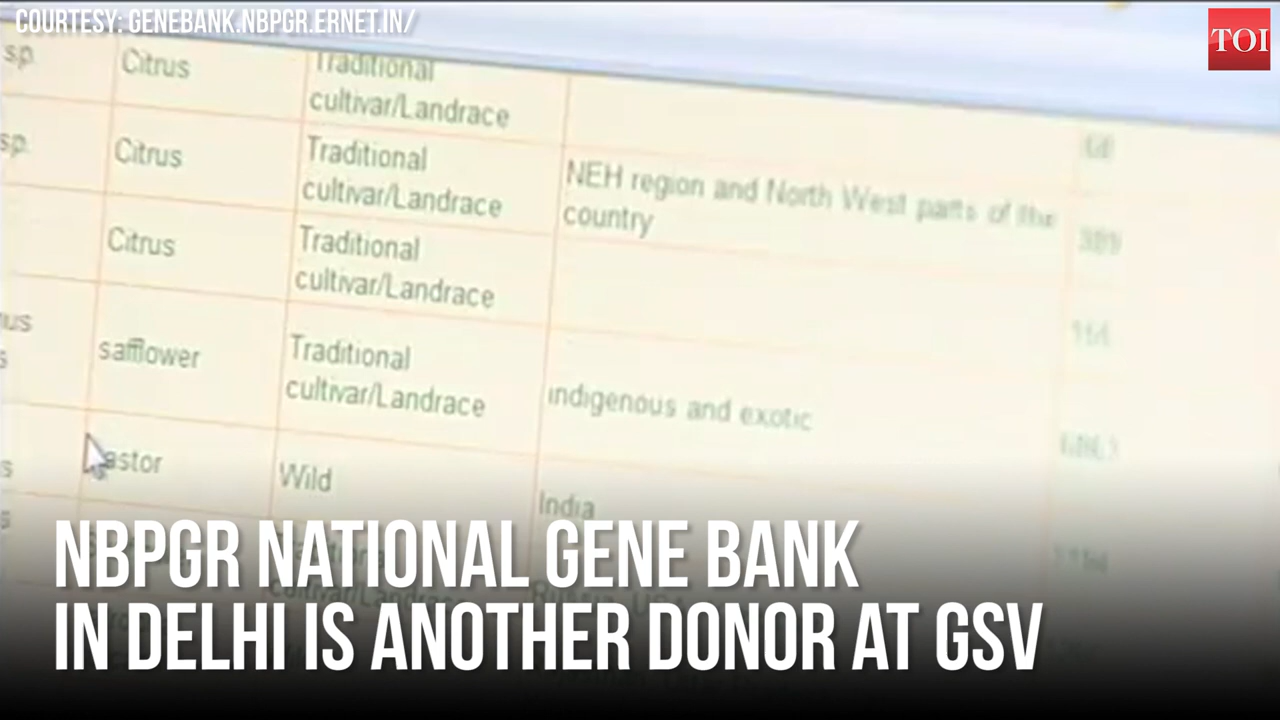 COURTESY: GENEBANK.NBPGR.ERNET.IN/
TOI
sp.
Citrus
Traditional
cultivar/Landrace
sp.
Citrus
Traditional
cultivar/Landrace
NEH region and North West parts of the
country
Citrus
Traditional
cultivar/Landrace
safflower
Traditional
cultivar/Landrace
indigenous and exotic
Wild
India
NBPGR NATIONAL GENE BANK
IN DELHI IS ANOTHER DONOR AT GSV